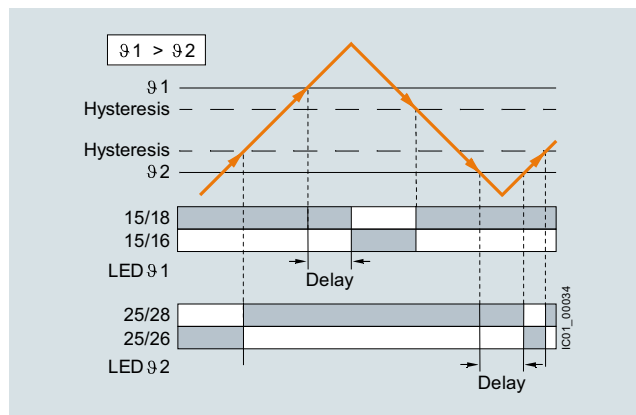 ϑ1 > ϑ2
ϑ1
Hysteresis
Hysteresis
ϑ2
15/18
15/16
LED ϑ1
Delay
25/28
25/26
LED ϑ2
Delay
IC01_00034